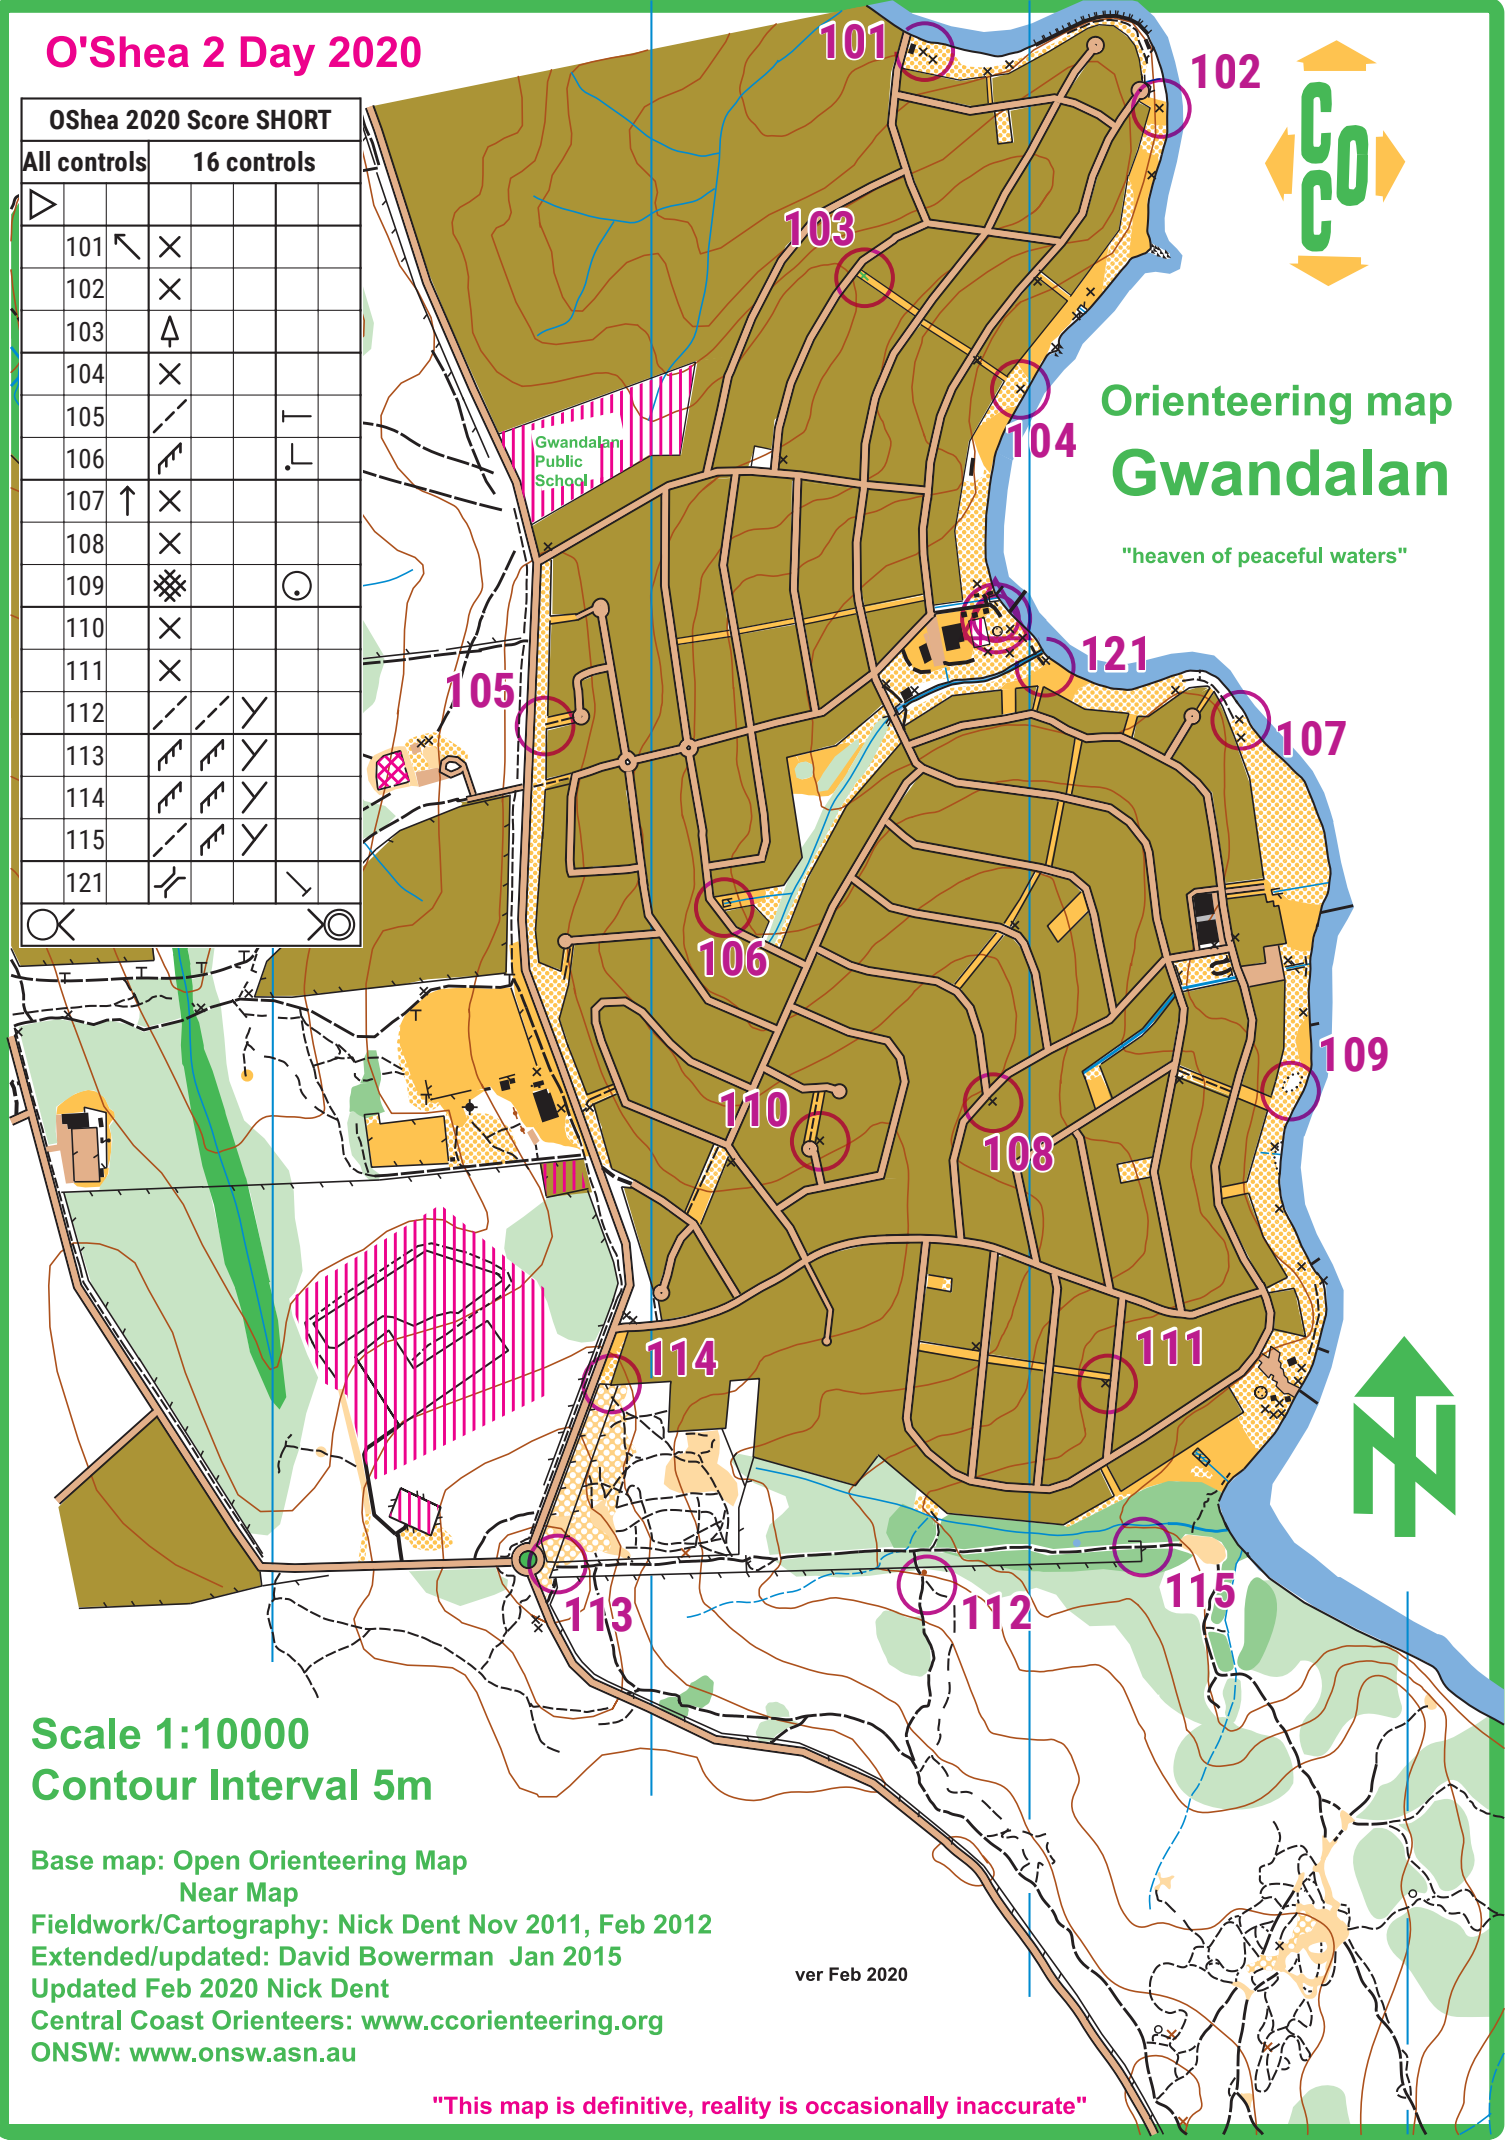 O'Shea 2 Day 2020
OShea 2020 Score SHORT
All controls 16 controls
101
102
103
104
105
106
107
108
109
110
111
112
113
114
115
121
101
102
COC
103
104
Orienteering map
Gwandalan
"heaven of peaceful waters"
Gwandalan
Public
School
105
121
107
106
109
110
108
111
114
113
112
115
N
Scale 1:10000
Contour Interval 5m
Base map: Open Orienteering Map
Near Map
Fieldwork/Cartography: Nick Dent Nov 2011, Feb 2012
Extended/updated: David Bowerman Jan 2015
Updated Feb 2020 Nick Dent
Central Coast Orienteers: www.ccorienteering.org
ONSW: www.onsw.asn.au
ver Feb 2020
"This map is definitive, reality is occasionally inaccurate"